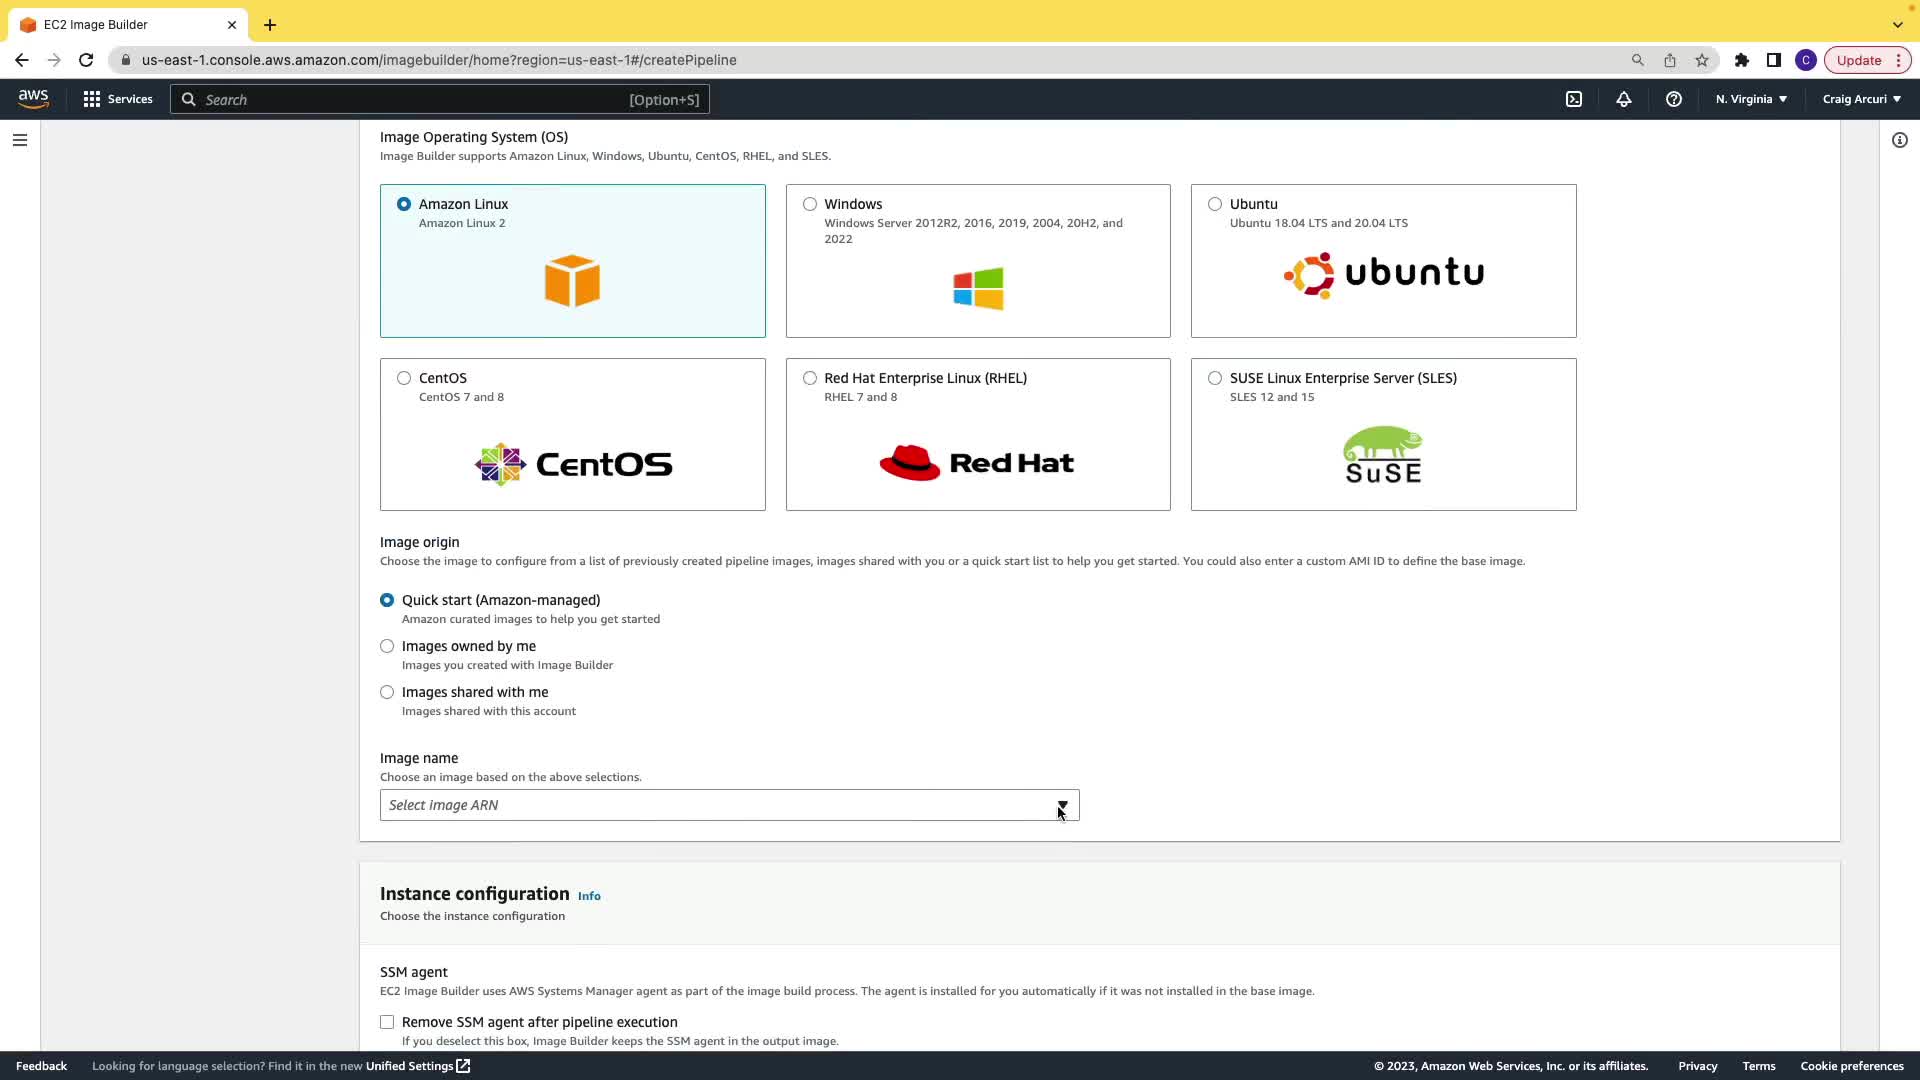 EC2 Image Builder
us-east-1.console.aws.amazon.com/imagebuilder/home?region=us-east-1#/createPipeline
C
Update
aws
Services
Search
[Option+S]
N. Virginia
Craig Arcuri
Image Operating System (OS)
Image Builder supports Amazon Linux, Windows, Ubuntu, CentOS, RHEL, and SLES.
Amazon Linux
Amazon Linux 2
Windows
Windows Server 2012R2, 2016, 2019, 2004, 20H2, and
2022
Ubuntu
Ubuntu 18.04 LTS and 20.04 LTS
ubuntu
CentOS
CentOS 7 and 8
CentOS
Red Hat Enterprise Linux (RHEL)
RHEL 7 and 8
Red Hat
SUSE Linux Enterprise Server (SLES)
SLES 12 and 15
SuSE
Image origin
Choose the image to configure from a list of previously created pipeline images, images shared with you or a quick start list to help you get started. You could also enter a custom AMI ID to define the base image.
Quick start (Amazon-managed)
Amazon curated images to help you get started
Images owned by me
Images you created with Image Builder
Images shared with me
Images shared with this account
Image name
Choose an image based on the above selections.
Select image ARN
Instance configuration Info
Choose the instance configuration
SSM agent
EC2 Image Builder uses AWS Systems Manager agent as part of the image build process. The agent is installed for you automatically if it was not installed in the base image.
Remove SSM agent after pipeline execution
If you deselect this box, Image Builder keeps the SSM agent in the output image.
Feedback
Looking for language selection? Find it in the new Unified Settings
© 2023, Amazon Web Services, Inc. or its affiliates.
Privacy
Terms
Cookie preferences